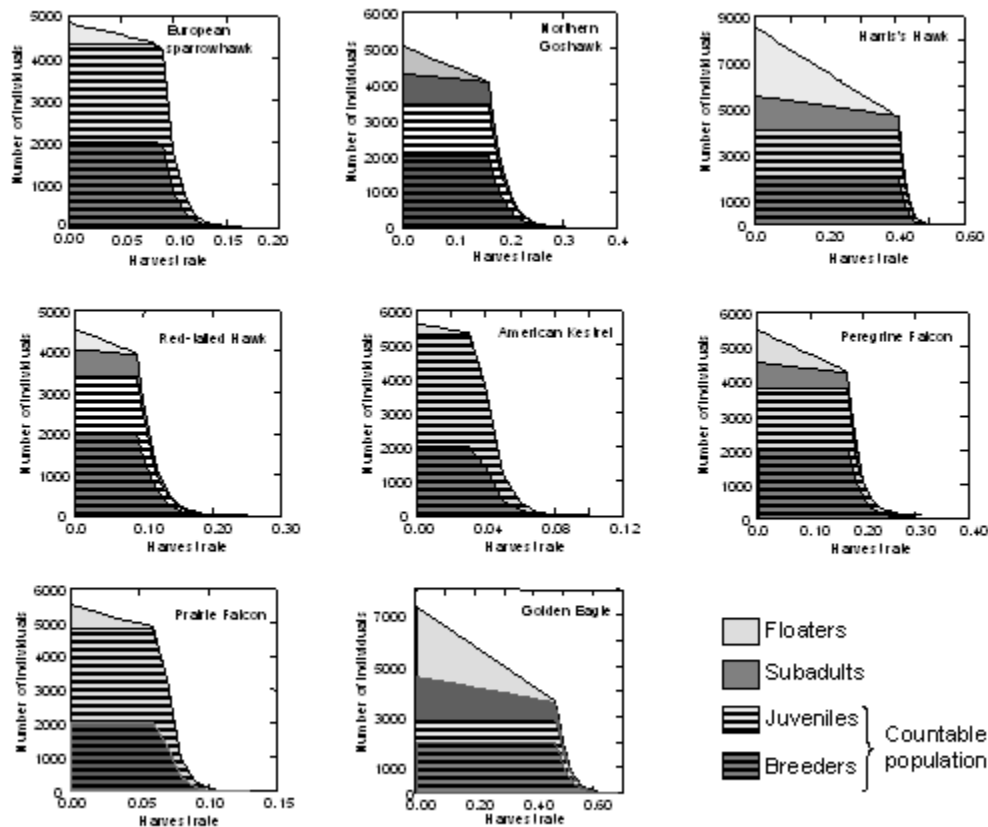 European
sparrowhawk
Number of individuals
5000
4000
3000
2000
1000
0
0.00 0.05 0.10 0.15 0.20
Harvest rate
Northern
Goshawk
Number of individuals
6000
5000
4000
3000
2000
1000
0
0.0 0.1 0.2 0.3 0.4
Harvest rate
Harris's Hawk
Number of individuals
9000
7000
5000
3000
2000
0
0.0 0.20 0.40 0.60
Harvest rate
Red-tailed Hawk
Number of individuals
5000
4000
3000
2000
1000
0
0.00 0.10 0.20 0.30
Harvest rate
American Kestrel
Number of individuals
6000
5000
4000
3000
2000
1000
0
0.00 0.04 0.08 0.12
Harvest rate
Peregrine Falcon
Number of individuals
6000
5000
4000
3000
2000
1000
0
0.00 0.10 0.20 0.30 0.40
Harvest rate
Prairie Falcon
Number of individuals
6000
5000
4000
3000
2000
1000
0
0.00 0.05 0.10 0.15
Harvest rate
Golden Eagle
Number of individuals
7000
5000
3000
2000
0
0.00 0.20 0.40 0.60
Harvest rate
Floaters
Subadults
Juveniles
Breeders
Countable
population